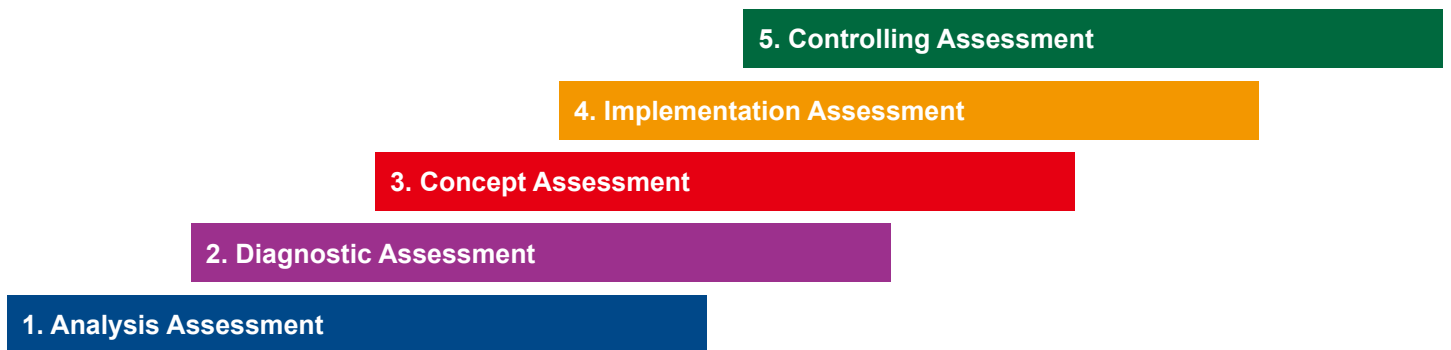 5. Controlling Assessment
4. Implementation Assessment
3. Concept Assessment
2. Diagnostic Assessment
1. Analysis Assessment